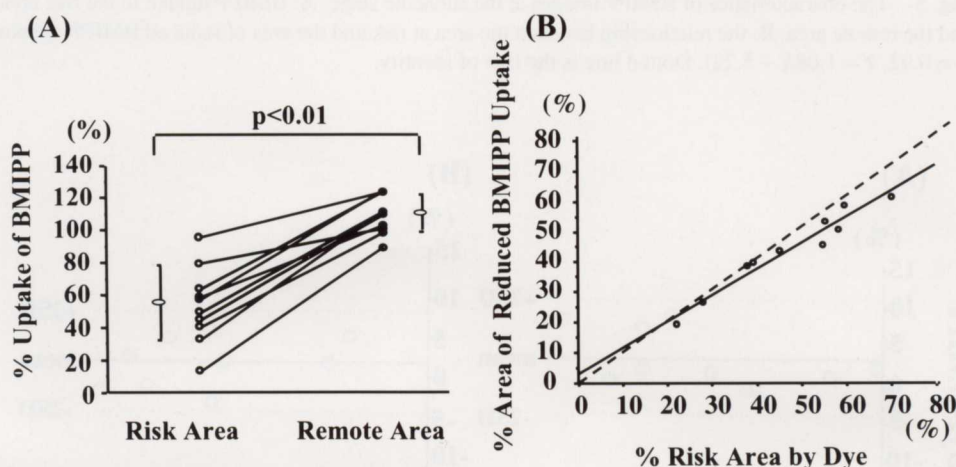 (A)
p<0.01
(%)
% Uptake of BMIPP
140
120
100
80
60
40
20
0
Risk Area
Remote Area
(B)
(%)
% Area of Reduced BMIPP Uptake
80
70
60
50
40
30
20
10
0
0 10 20 30 40 50 60 70 80
(%)
% Risk Area by Dye